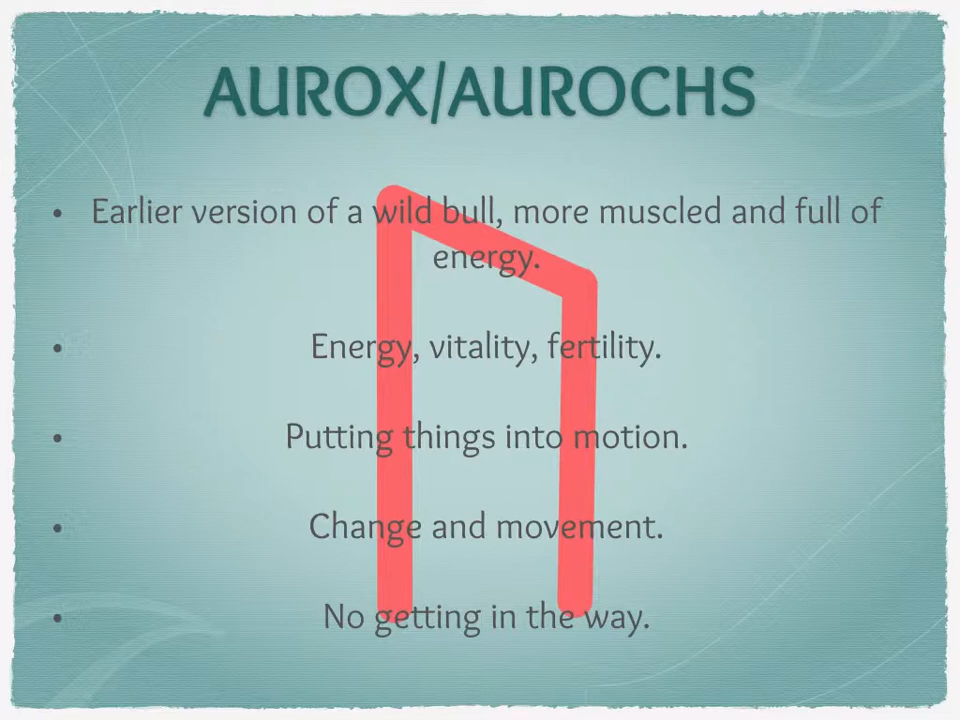 AUROX/AUROCHS
• Earlier version of a wild bull, more muscled and full of
energy.
• Energy, vitality, fertility.
• Putting things into motion.
• Change and movement.
• No getting in the way.